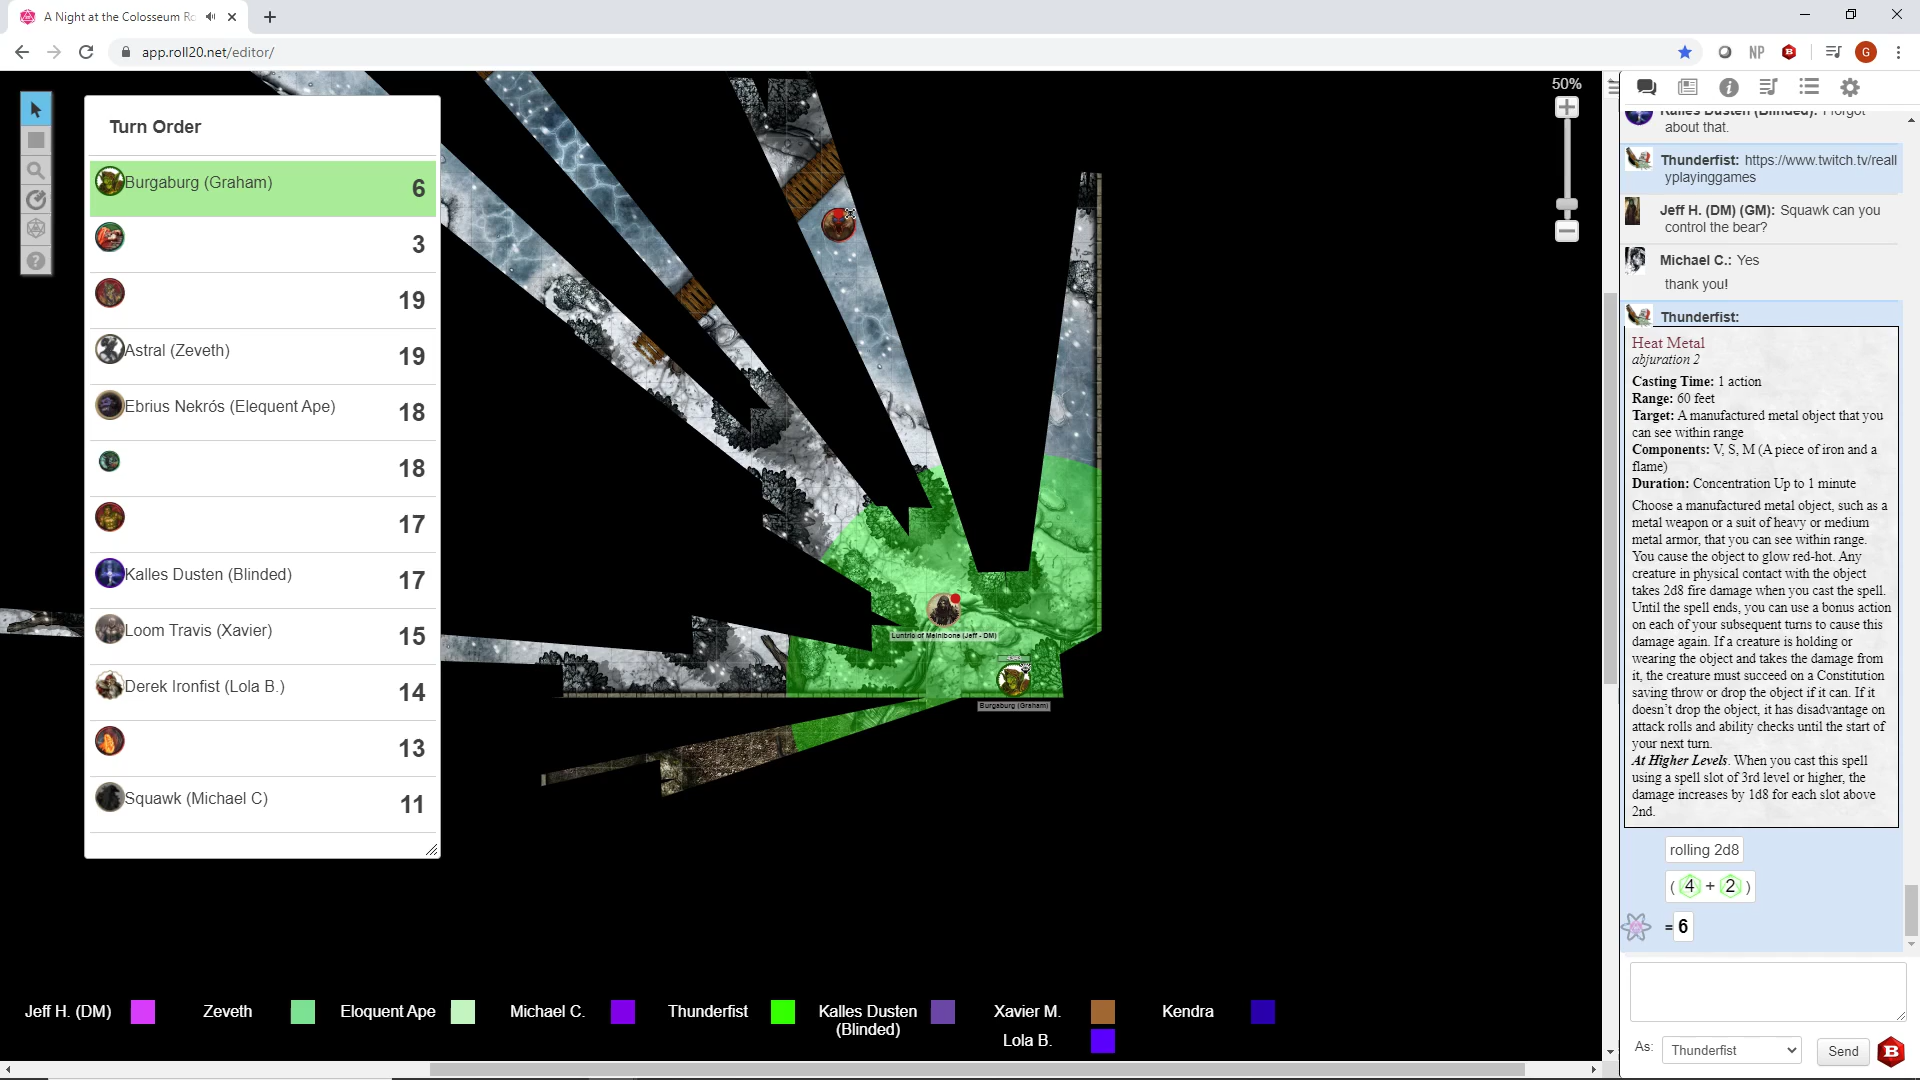 A Night at the Colosseum Ro
app.roll20.net/editor/
NP
G
50%
Turn Order
Burgaburg (Graham)
6
3
19
Astral (Zeveth)
19
Ebrius Nekrós (Elequent Ape)
18
18
17
Kalles Dusten (Blinded)
17
Loom Travis (Xavier)
15
Derek Ironfist (Lola B.)
14
13
Squawk (Michael C)
11
Luntric of Melnibone (Jeff - DM)
Burgaburg (Graham)
Kalles Dusten (Blinded): I forgot
about that.
Thunderfist: https://www.twitch.tv/reall
yplayinggames
Jeff H. (DM) (GM): Squawk can you
control the bear?
Michael C.: Yes
thank you!
Thunderfist:
Heat Metal
abjuration 2
Casting Time: 1 action
Range: 60 feet
Target: A manufactured metal object that you
can see within range
Components: V, S, M (A piece of iron and a
flame)
Duration: Concentration Up to 1 minute
Choose a manufactured metal object, such as a
metal weapon or a suit of heavy or medium
metal armor, that you can see within range.
You cause the object to glow red-hot. Any
creature in physical contact with the object
takes 2d8 fire damage when you cast the spell.
Until the spell ends, you can use a bonus action
on each of your subsequent turns to cause this
damage again. If a creature is holding or
wearing the object and takes the damage from
it, the creature must succeed on a Constitution
saving throw or drop the object if it can. If it
doesn't drop the object, it has disadvantage on
attack rolls and ability checks until the start of
your next turn.
At Higher Levels. When you cast this spell
using a spell slot of 3rd level or higher, the
damage increases by 1d8 for each slot above
2nd.
rolling 2d8
( 4 + 2 )
= 6
Jeff H. (DM)
Zeveth
Eloquent Ape
Michael C.
Thunderfist
Kalles Dusten
(Blinded)
Xavier M.
Lola B.
Kendra
As:
Thunderfist
Send
B